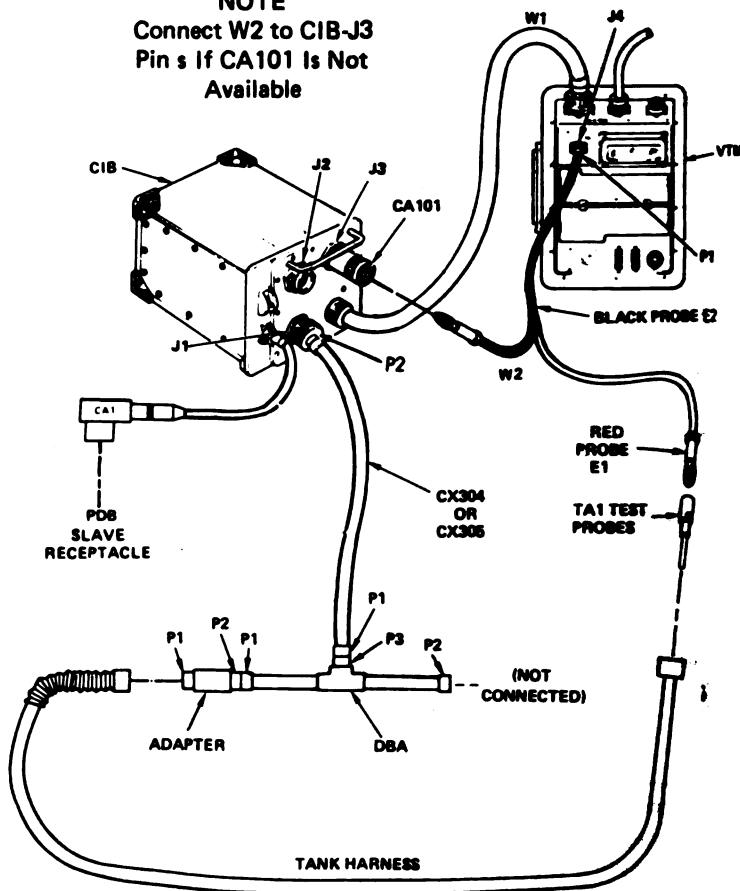 NOTE
Connect W2 to CIB-J3
Pin s If CA101 Is Not
Available
W1
J4
CIB
J2
J3
CA101
VTM
P1
BLACK PROBE E2
J1
P2
W2
CA1
RED
PROBE
E1
CX304
OR
CX305
TA1 TEST
PROBES
PDB
SLAVE
RECEPTACLE
P1
P3
P1
P2
P1
P2
(NOT
CONNECTED)
ADAPTER
DBA
TANK HARNESS